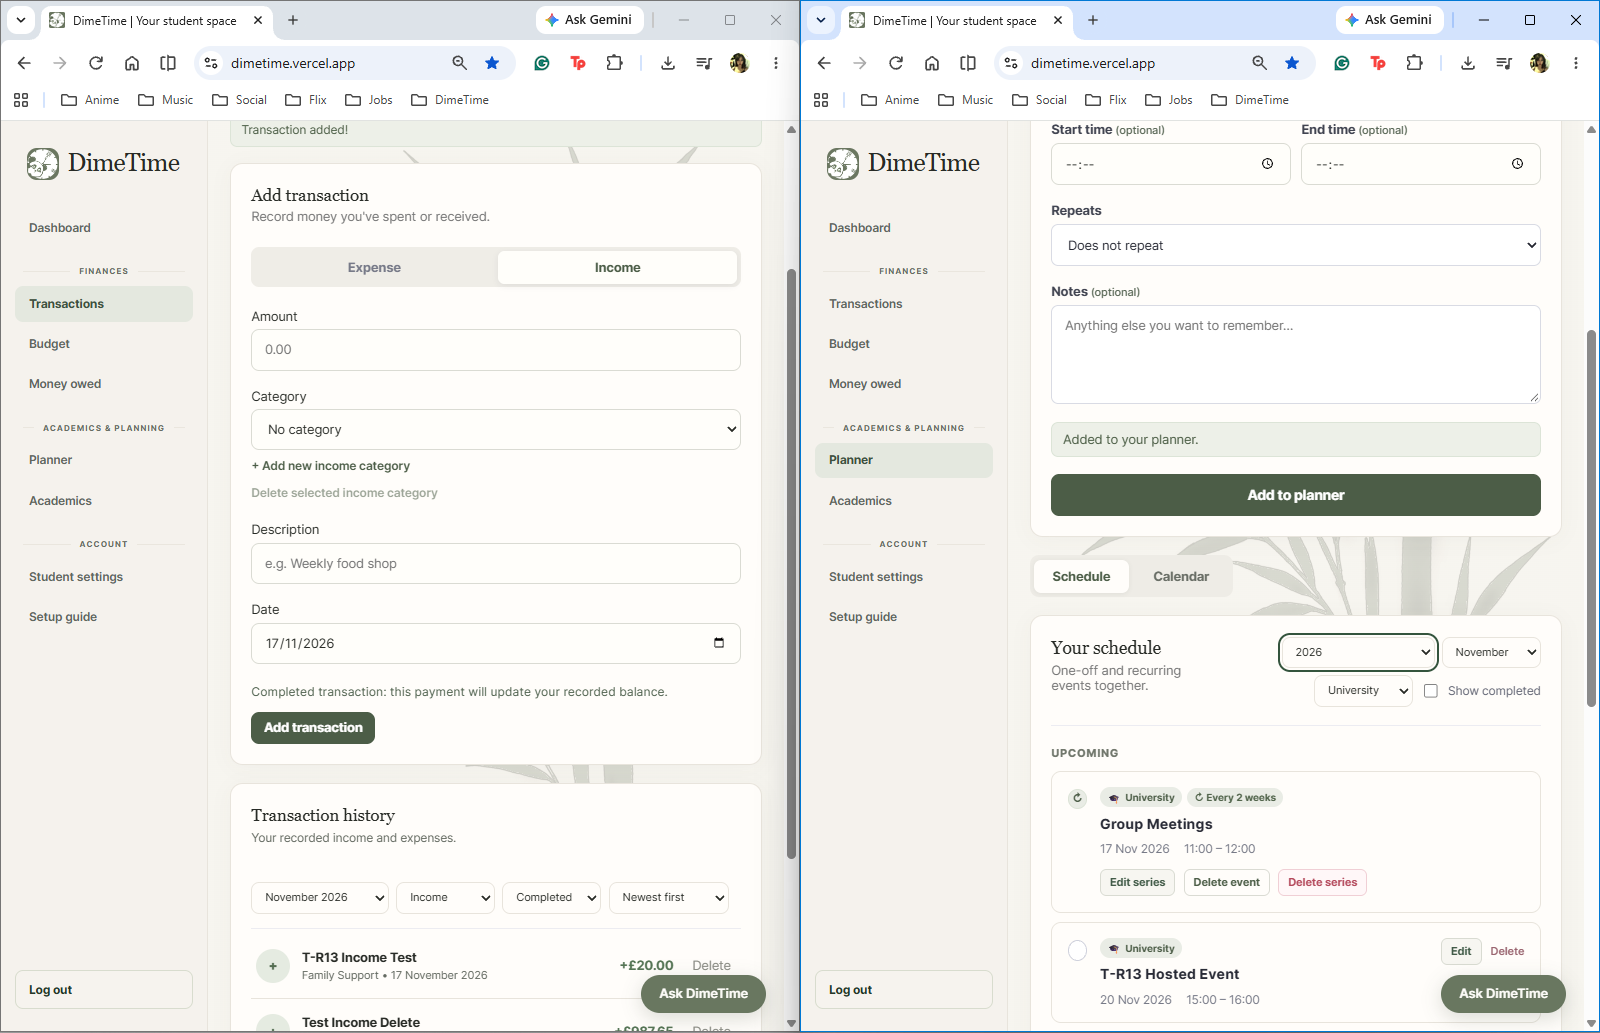 DimeTime | Your student space
Ask Gemini
dimetime.vercel.app
Anime
Music
Social
Flix
Jobs
DimeTime
DimeTime
Dashboard
FINANCES
Transactions
Budget
Money owed
ACADEMICS & PLANNING
Planner
Academics
ACCOUNT
Student settings
Setup guide
Log out
Transaction added!
Add transaction
Record money you've spent or received.
Expense
Income
Amount
0.00
Category
No category
+ Add new income category
Delete selected income category
Description
e.g. Weekly food shop
Date
17/11/2026
Completed transaction: this payment will update your recorded balance.
Add transaction
Transaction history
Your recorded income and expenses.
November 2026
Income
Completed
Newest first
T-R13 Income Test
Family Support • 17 November 2026
+£20.00
Delete
Test Income Delete
+£987.65
Delete
Ask DimeTime
DimeTime | Your student space
Ask Gemini
dimetime.vercel.app
Anime
Music
Social
Flix
Jobs
DimeTime
DimeTime
Dashboard
FINANCES
Transactions
Budget
Money owed
ACADEMICS & PLANNING
Planner
Academics
ACCOUNT
Student settings
Setup guide
Log out
Start time (optional)
End time (optional)
--:--
--:--
Repeats
Does not repeat
Notes (optional)
Anything else you want to remember...
Added to your planner.
Add to planner
Schedule
Calendar
Your schedule
One-off and recurring
events together.
2026
November
University
Show completed
UPCOMING
University
Every 2 weeks
Group Meetings
17 Nov 2026
11:00 – 12:00
Edit series
Delete event
Delete series
University
Edit
Delete
T-R13 Hosted Event
20 Nov 2026
15:00 – 16:00
Ask DimeTime